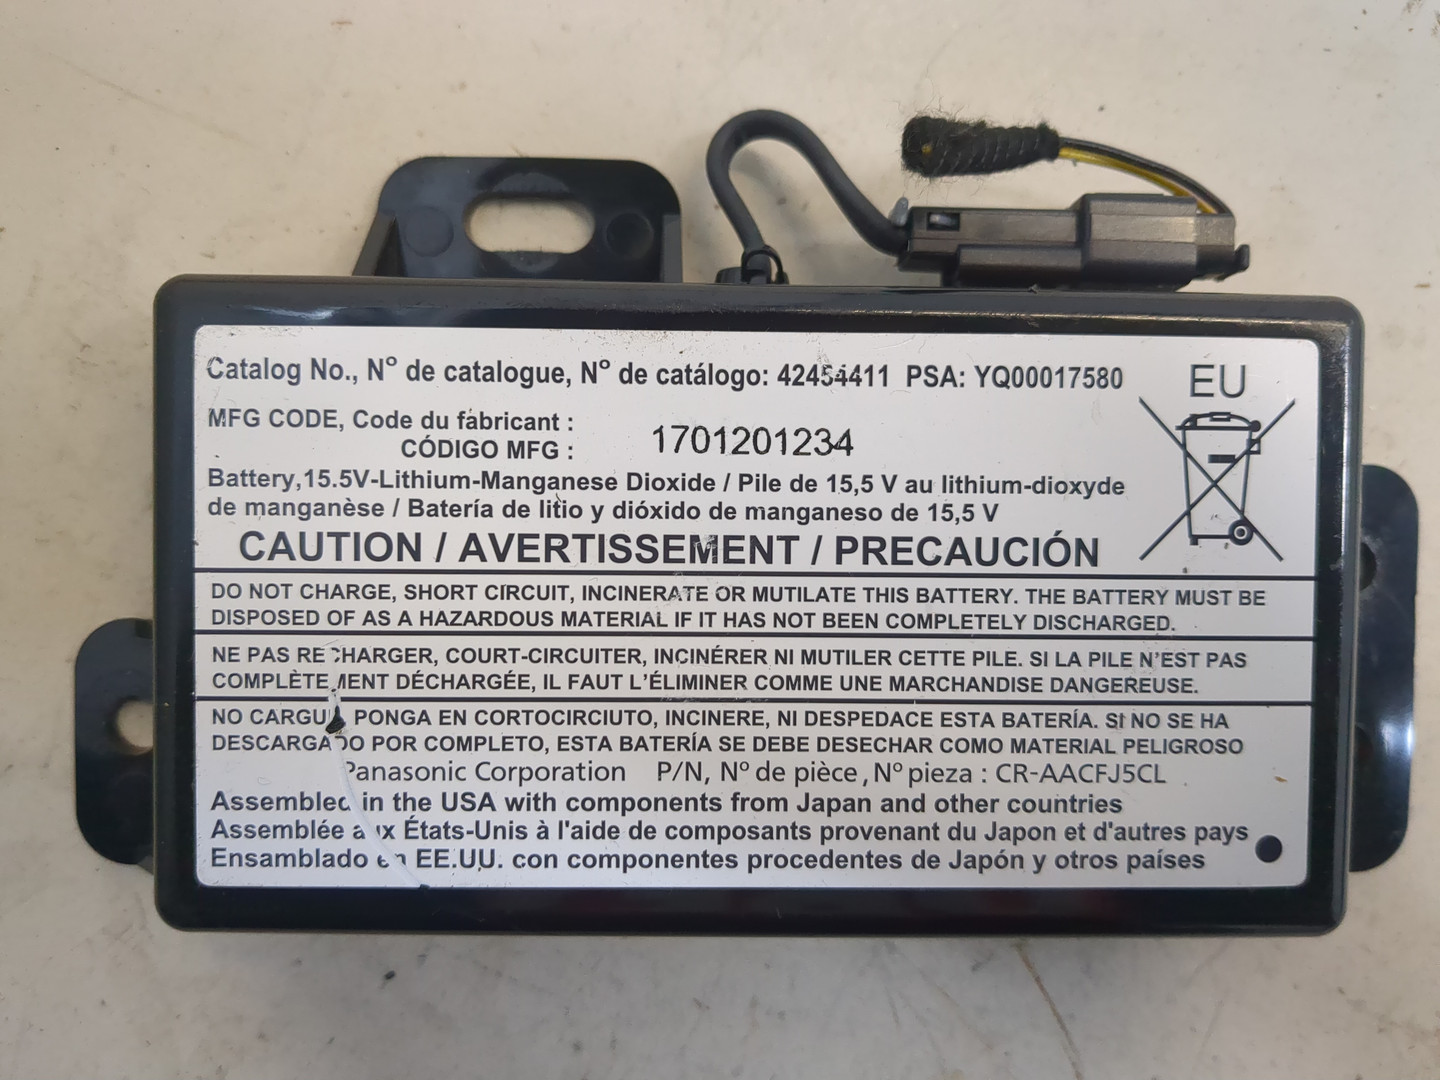 Catalog No., N° de catalogue, N° de catálogo: 42454411 PSA: YQ00017580
EU
MFG CODE, Code du fabricant :
CÓDIGO MFG :
1701201234
Battery,15.5V-Lithium-Manganese Dioxide / Pile de 15,5 V au lithium-dioxyde
de manganèse / Batería de litio y dióxido de manganeso de 15,5 V
CAUTION / AVERTISSEMENT / PRECAUCIÓN
DO NOT CHARGE, SHORT CIRCUIT, INCINERATE OR MUTILATE THIS BATTERY. THE BATTERY MUST BE
DISPOSED OF AS A HAZARDOUS MATERIAL IF IT HAS NOT BEEN COMPLETELY DISCHARGED.
NE PAS RECHARGER, COURT-CIRCUITER, INCINÉRER NI MUTILER CETTE PILE. SI LA PILE N'EST PAS
COMPLÈTEMENT DÉCHARGÉE, IL FAUT L'ÉLIMINER COMME UNE MARCHANDISE DANGEREUSE.
NO CARGUE, PONGA EN CORTOCIRCIUTO, INCINERE, NI DESPEDACE ESTA BATERÍA. SI NO SE HA
DESCARGADO POR COMPLETO, ESTA BATERÍA SE DEBE DESECHAR COMO MATERIAL PELIGROSO
Panasonic Corporation P/N, N° de pièce, N° pieza : CR-AACFJ5CL
Assembled in the USA with components from Japan and other countries
Assemblée aux États-Unis à l'aide de composants provenant du Japon et d'autres pays
Ensamblado en EE.UU. con componentes procedentes de Japón y otros países